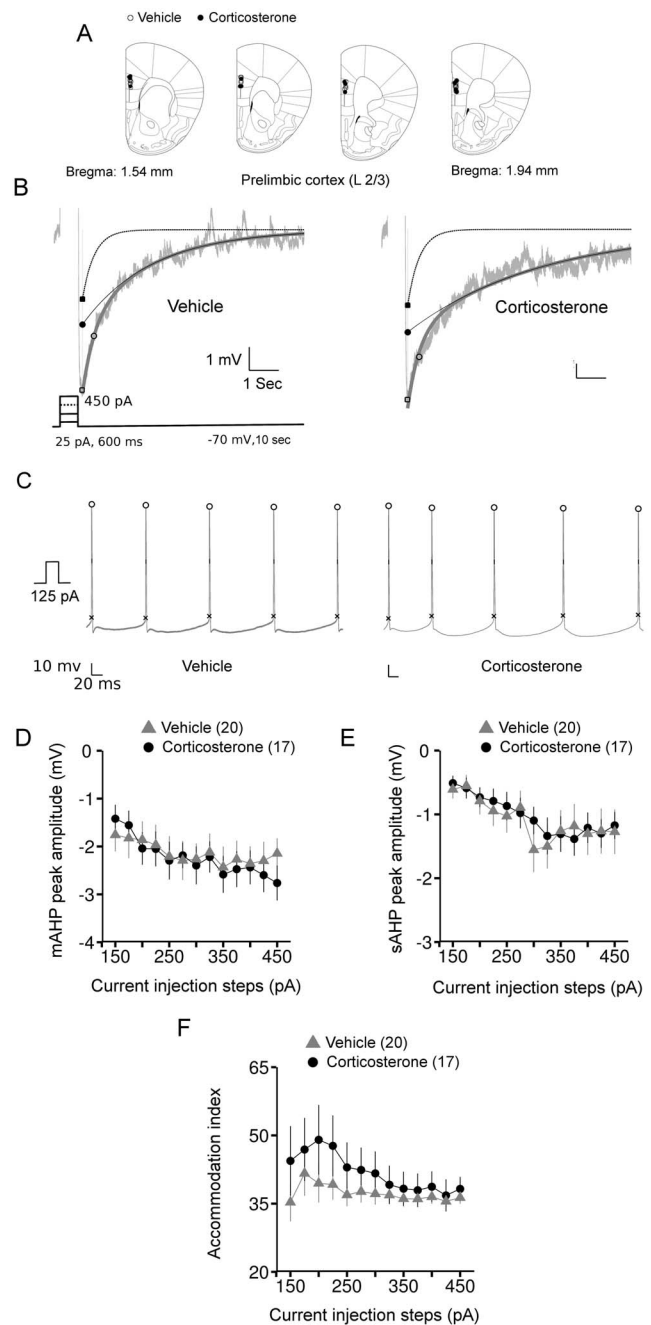 Vehicle Corticosterone
A
Bregma: 1.54 mm
Prelimbic cortex (L 2/3)
Bregma: 1.94 mm
B
Vehicle
Corticosterone
1 mV
1 Sec
450 pA
25 pA, 600 ms
-70 mV,10 sec
C
125 pA
10 mv
20 ms
Vehicle
Corticosterone
D
Vehicle (20)
Corticosterone (17)
mAHP peak amplitude (mV)
0
-1
-2
-3
-4
150 250 350 450
Current injection steps (pA)
E
Vehicle (20)
Corticosterone (17)
sAHP peak amplitude (mV)
0
-1
-2
-3
150 250 350 450
Current injection steps (pA)
F
Vehicle (20)
Corticosterone (17)
Accommodation index
65
50
35
20
150 250 350 450
Current injection steps (pA)